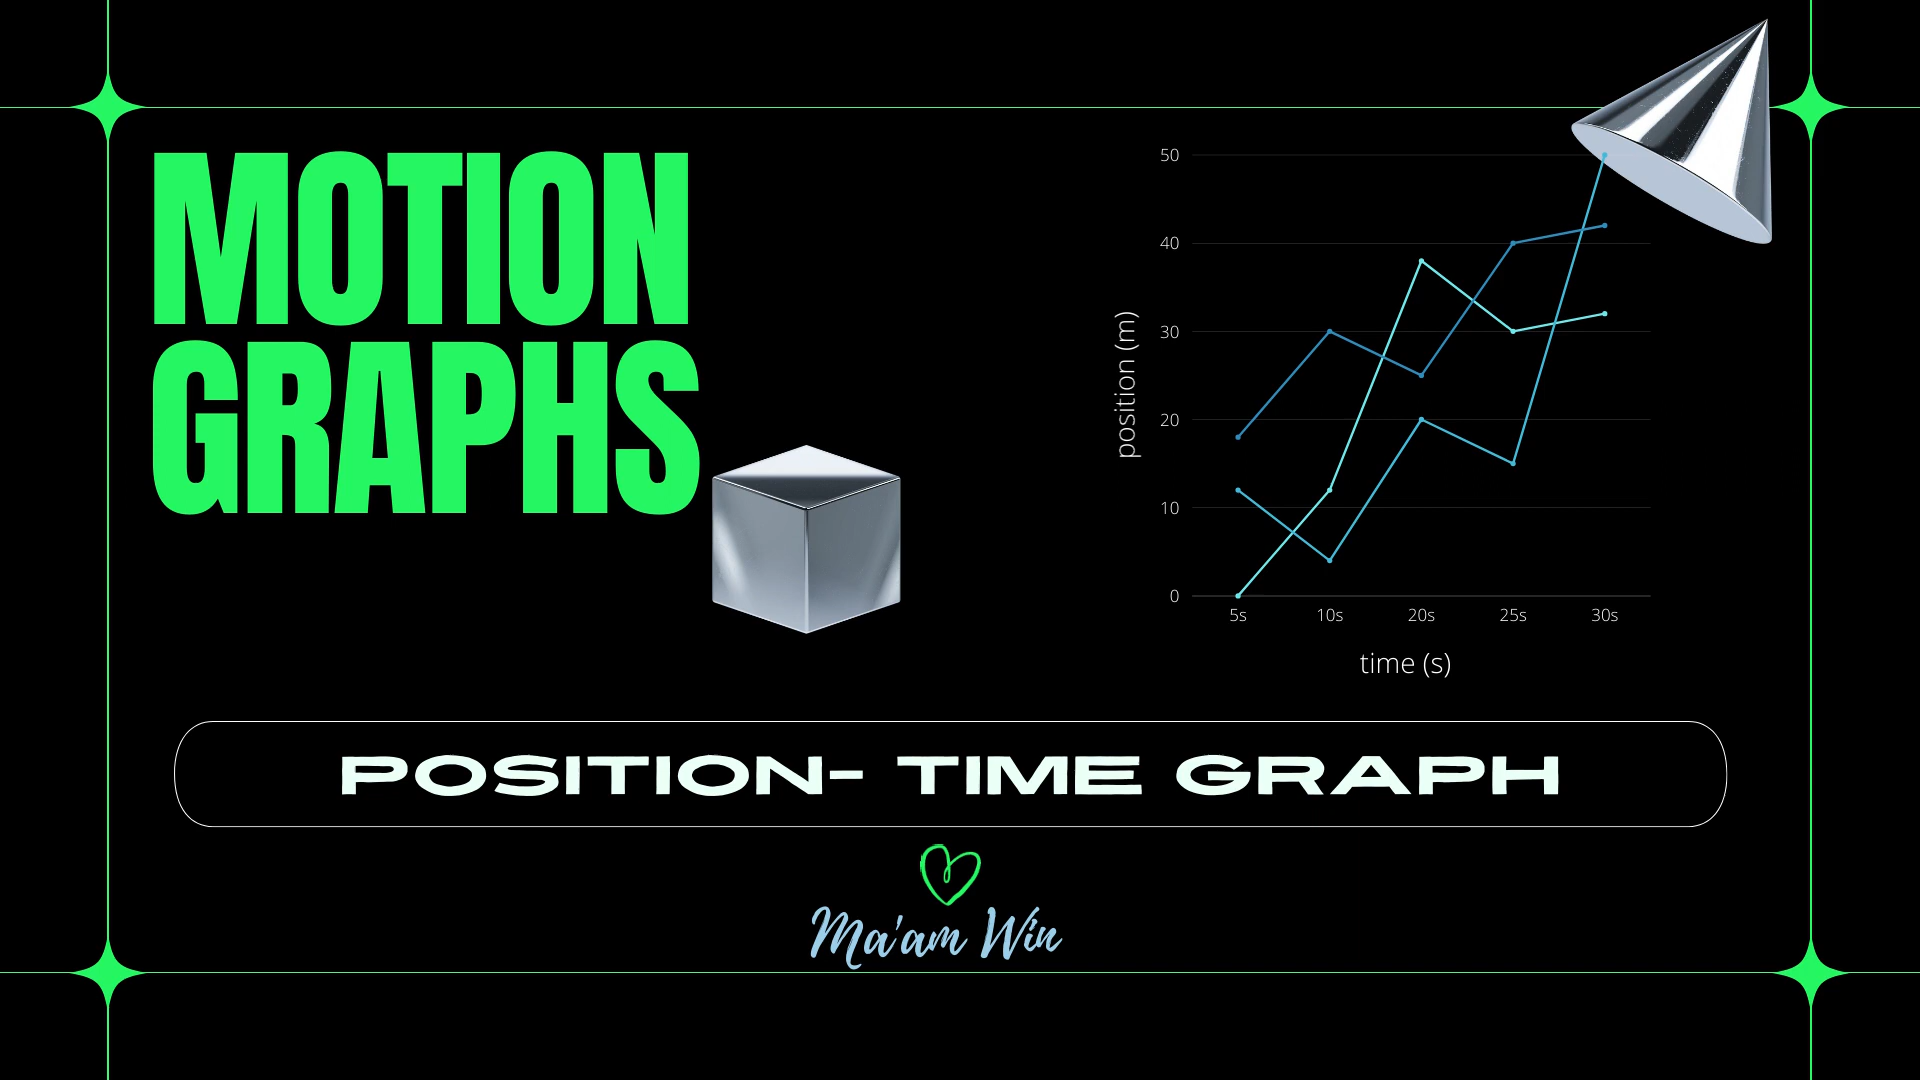 MOTION
GRAPHS
50
40
30
20
10
0
position (m)
5s 10s 20s 25s 30s
time (s)
POSITION- TIME GRAPH
Ma'am Win